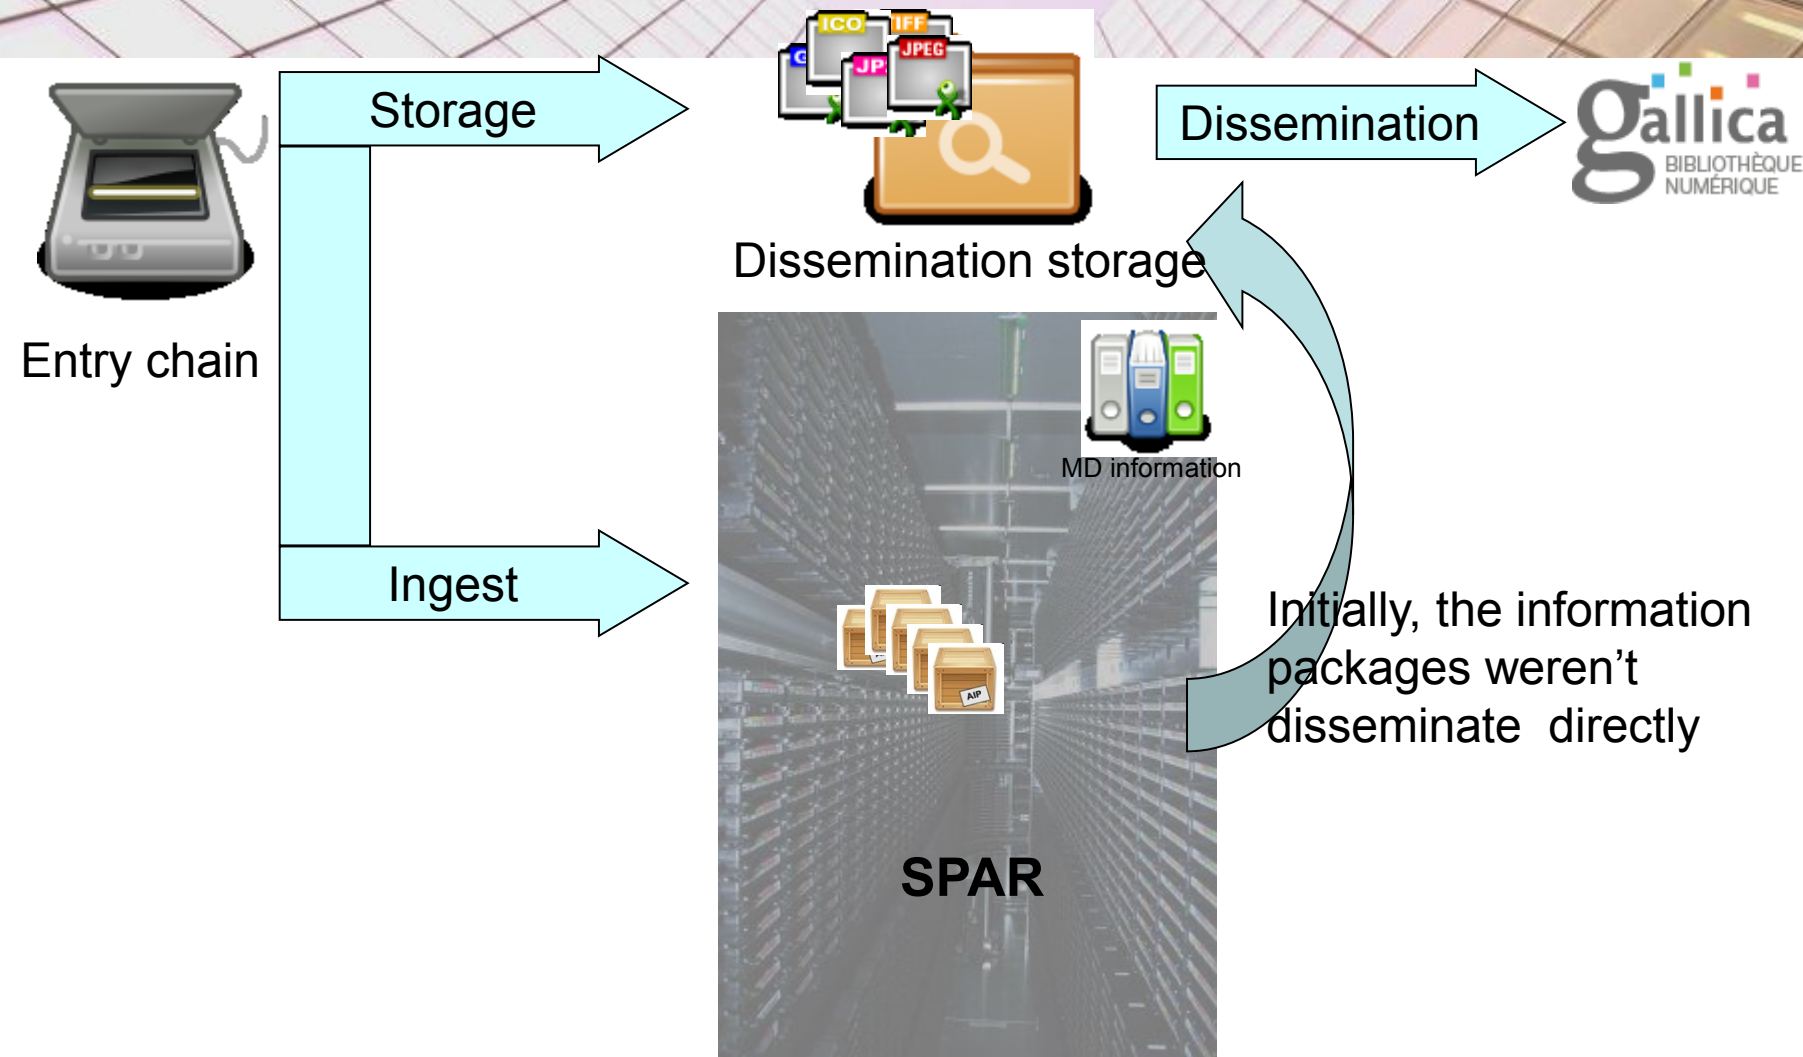 ICO
IFF
JPEG
G
JP
Storage
Dissemination
gallica
BIBLIOTHÈQUE
NUMÉRIQUE
Dissemination storage
Entry chain
MD information
Ingest
AIP
Initially, the information
packages weren’t
disseminate directly
SPAR